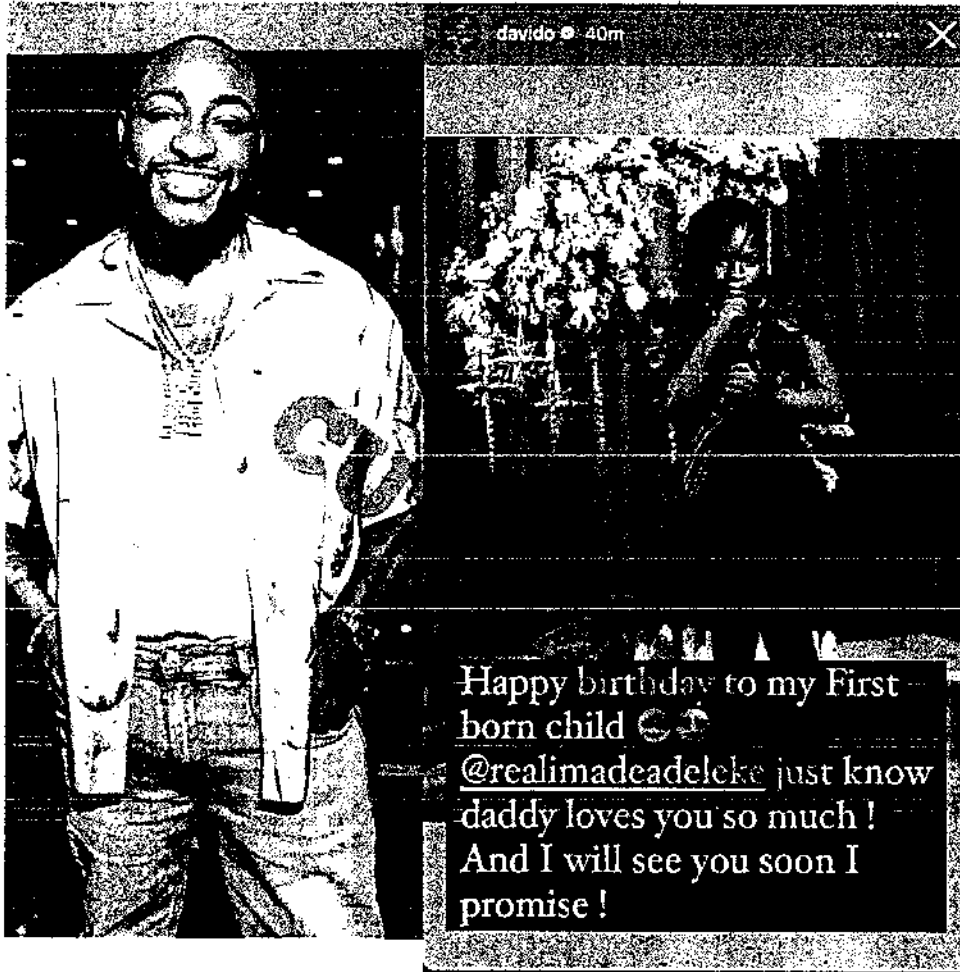 davido 40m
Happy birthday to my First
born child
@realimadeadeleke just know
daddy loves you so much !
And I will see you soon I
promise !